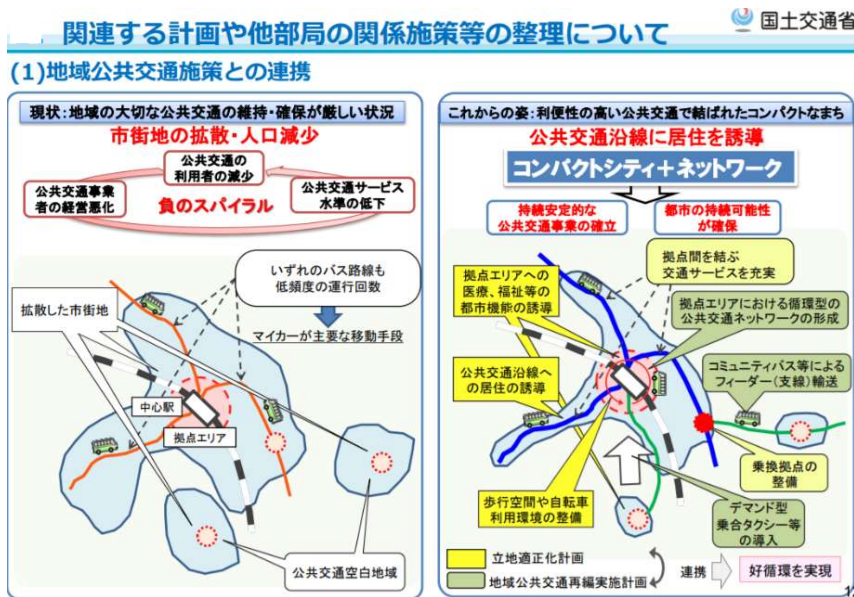 関連する計画や他部局の関係施策等の整理について
国土交通省
(1)地域公共交通施策との連携
現状：地域の大切な公共交通の維持・確保が厳しい状況
市街地の拡散・人口減少
公共交通の
利用者の減少
公共交通事業
者の経営悪化
負のスパイラル
公共交通サービス
水準の低下
いずれのバス路線も
低頻度の運行回数
拡散した市街地
マイカーが主要な移動手段
中心駅
拠点エリア
公共交通空白地域
これからの姿：利便性の高い公共交通で結ばれたコンパクトなまち
公共交通沿線に居住を誘導
コンパクトシティ＋ネットワーク
持続安定的な
公共交通事業の確立
都市の持続可能性
が確保
拠点間を結ぶ
交通サービスを充実
拠点エリアへの
医療、福祉等の
都市機能の誘導
拠点エリアにおける循環型の
公共交通ネットワークの形成
公共交通沿線へ
の居住の誘導
コミュニティバス等による
フィーダー（支線）輸送
歩行空間や自転車
利用環境の整備
乗換拠点の
整備
デマンド型
乗合タクシー等
の導入
立地適正化計画
地域公共交通再編実施計画
連携
好循環を実現